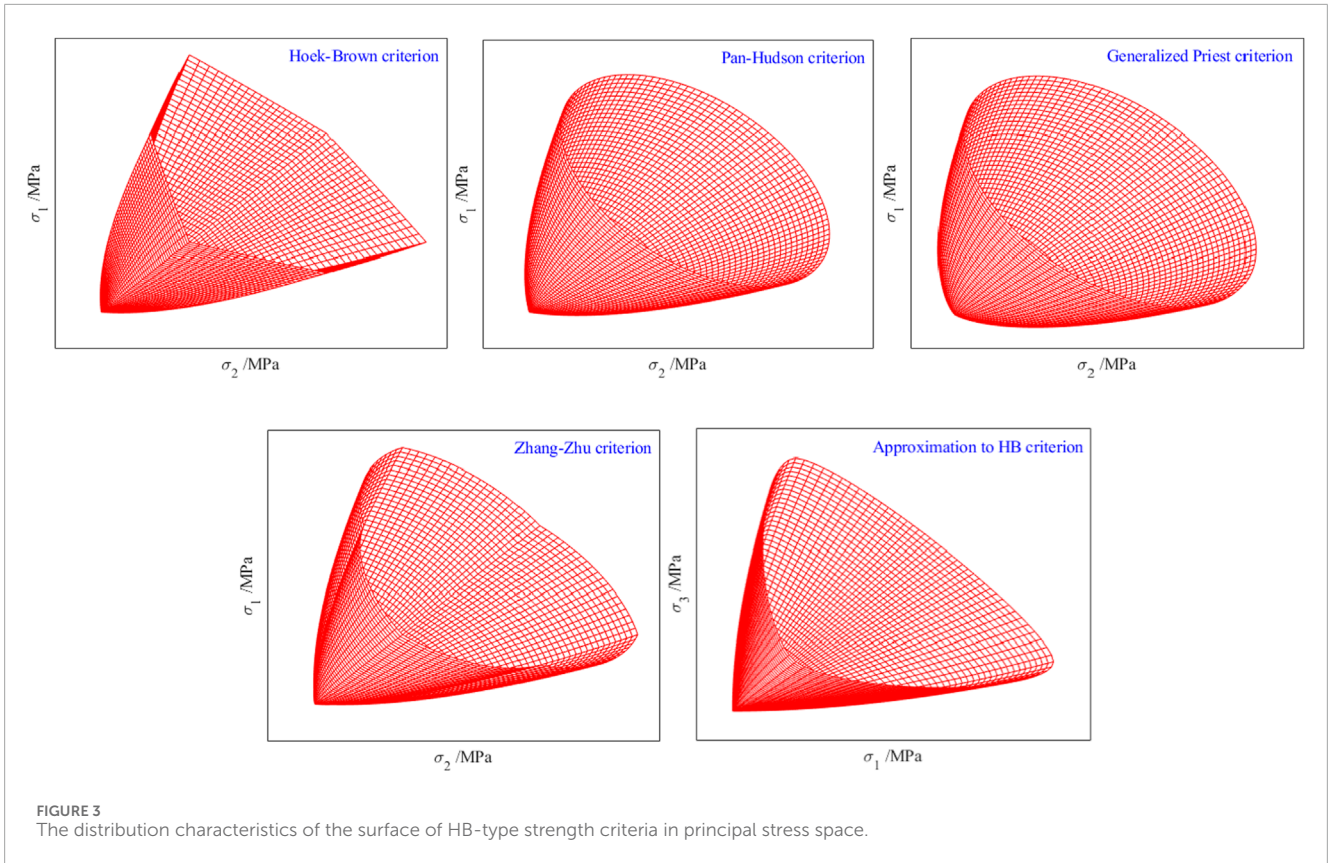 Hoek-Brown criterion
σ1 /MPa
σ2 /MPa
Pan-Hudson criterion
σ1 /MPa
σ2 /MPa
Generalized Priest criterion
σ1 /MPa
σ2 /MPa
Zhang-Zhu criterion
σ1 /MPa
σ2 /MPa
Approximation to HB criterion
σ3 /MPa
σ1 /MPa
FIGURE 3
The distribution characteristics of the surface of HB-type strength criteria in principal stress space.